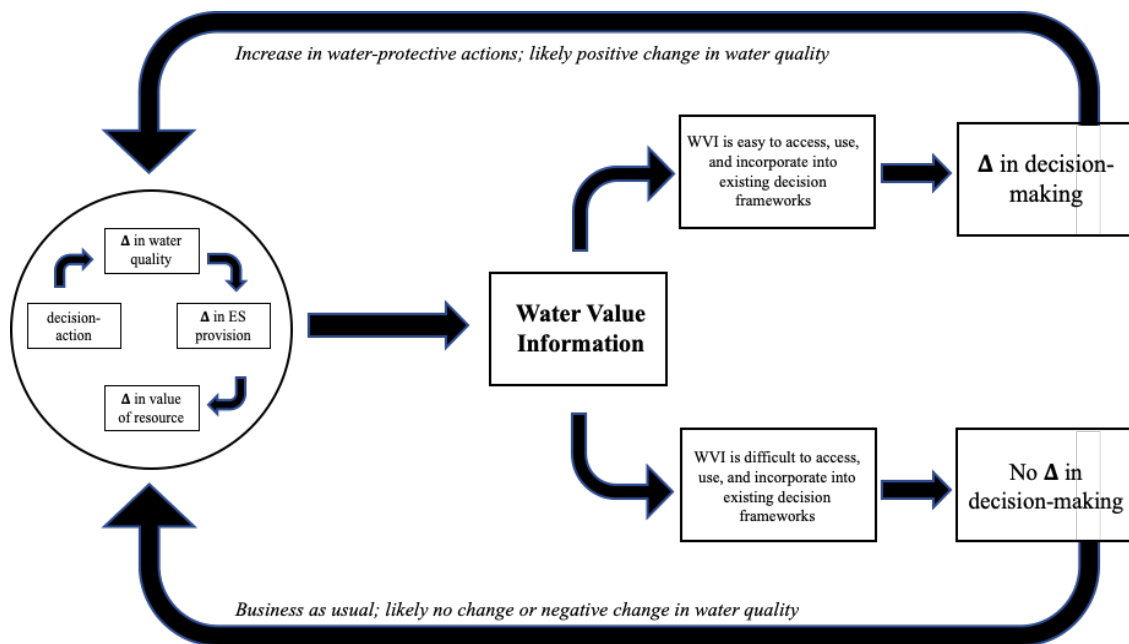 Increase in water-protective actions; likely positive change in water quality
WVI is easy to access, use,
and incorporate into
existing decision
frameworks
𝚫 in decision-
making
𝚫 in water
quality
decision-
action
𝚫 in ES
provision
𝚫 in value
of resource
Water Value
Information
WVI is difficult to access,
use, and incorporate into
existing decision
frameworks
No 𝚫 in
decision-making
Business as usual; likely no change or negative change in water quality